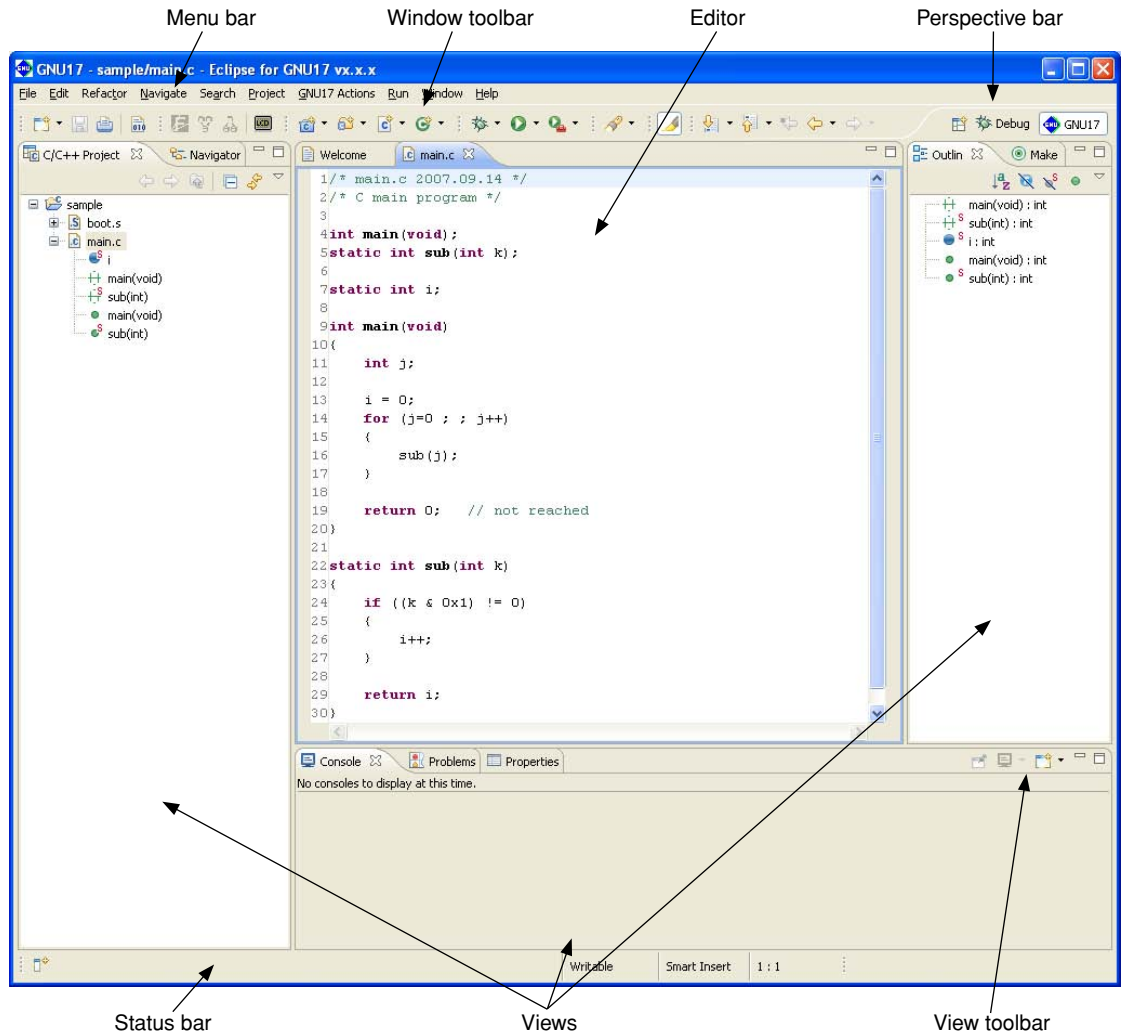 Menu bar
Window toolbar
Editor
Perspective bar
GNU17 - sample/main.c - Eclipse for GNU17 vx.x.x
File Edit Refactor Navigate Search Project GNU17 Actions Run Window Help
Debug GNU17
C/C++ Project Navigator
Welcome main.c
Outlin Make
sample
boot.s
main.c
i
main(void)
sub(int)
main(void)
sub(int)
1/* main.c 2007.09.14 */
2/* C main program */
3
4int main(void);
5static int sub(int k);
6
7static int i;
8
9int main(void)
10{
11 int j;
12
13 i = 0;
14 for (j=0 ; ; j++)
15 {
16 sub(j);
17 }
18
19 return 0; // not reached
20}
21
22static int sub(int k)
23{
24 if ((k & 0x1) != 0)
25 {
26 i++;
27 }
28
29 return i;
30}
main(void) : int
sub(int) : int
i : int
main(void) : int
sub(int) : int
Console Problems Properties
No consoles to display at this time.
Writable Smart Insert 1 : 1
Status bar
Views
View toolbar